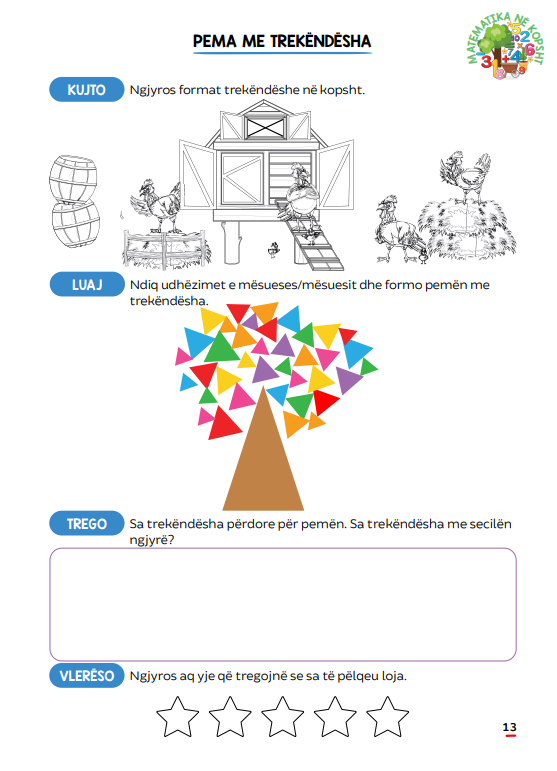 MATEMATIKA NË KOPSHT
PEMA ME TREKËNDËSHA
KUJTO Ngjyros format trekëndëshe në kopsht.
LUAJ Ndiq udhëzimet e mësueses/mësuesit dhe formo pemën me
trekëndësha.
TREGO Sa trekëndësha përdore për pemën. Sa trekëndësha me secilën
ngjyrë?
VLERËSO Ngjyros aq yje që tregojnë se sa të pëlqeu loja.
13